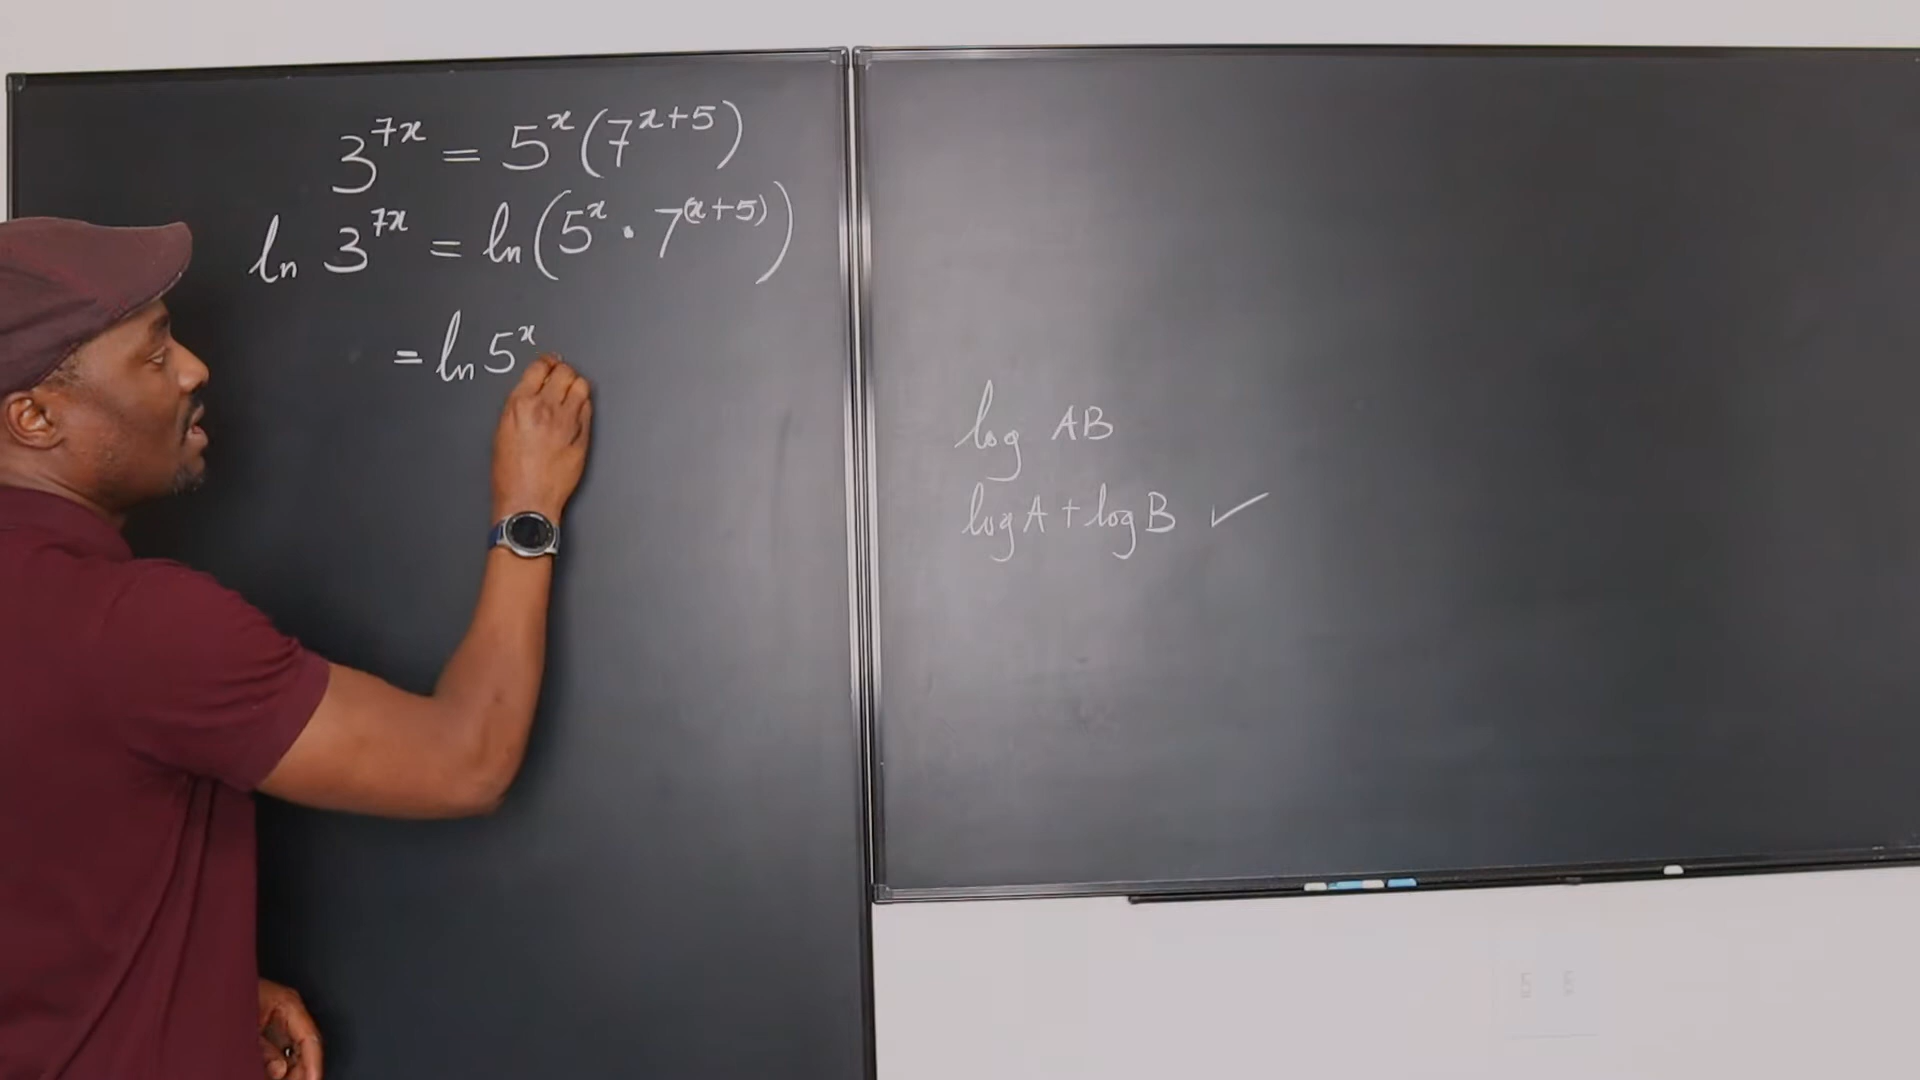 3^{7x} = 5^x (7^{x+5})
ln 3^{7x} = ln(5^x · 7^{(x+5)})
= ln 5^x
log AB
log A + log B ✓